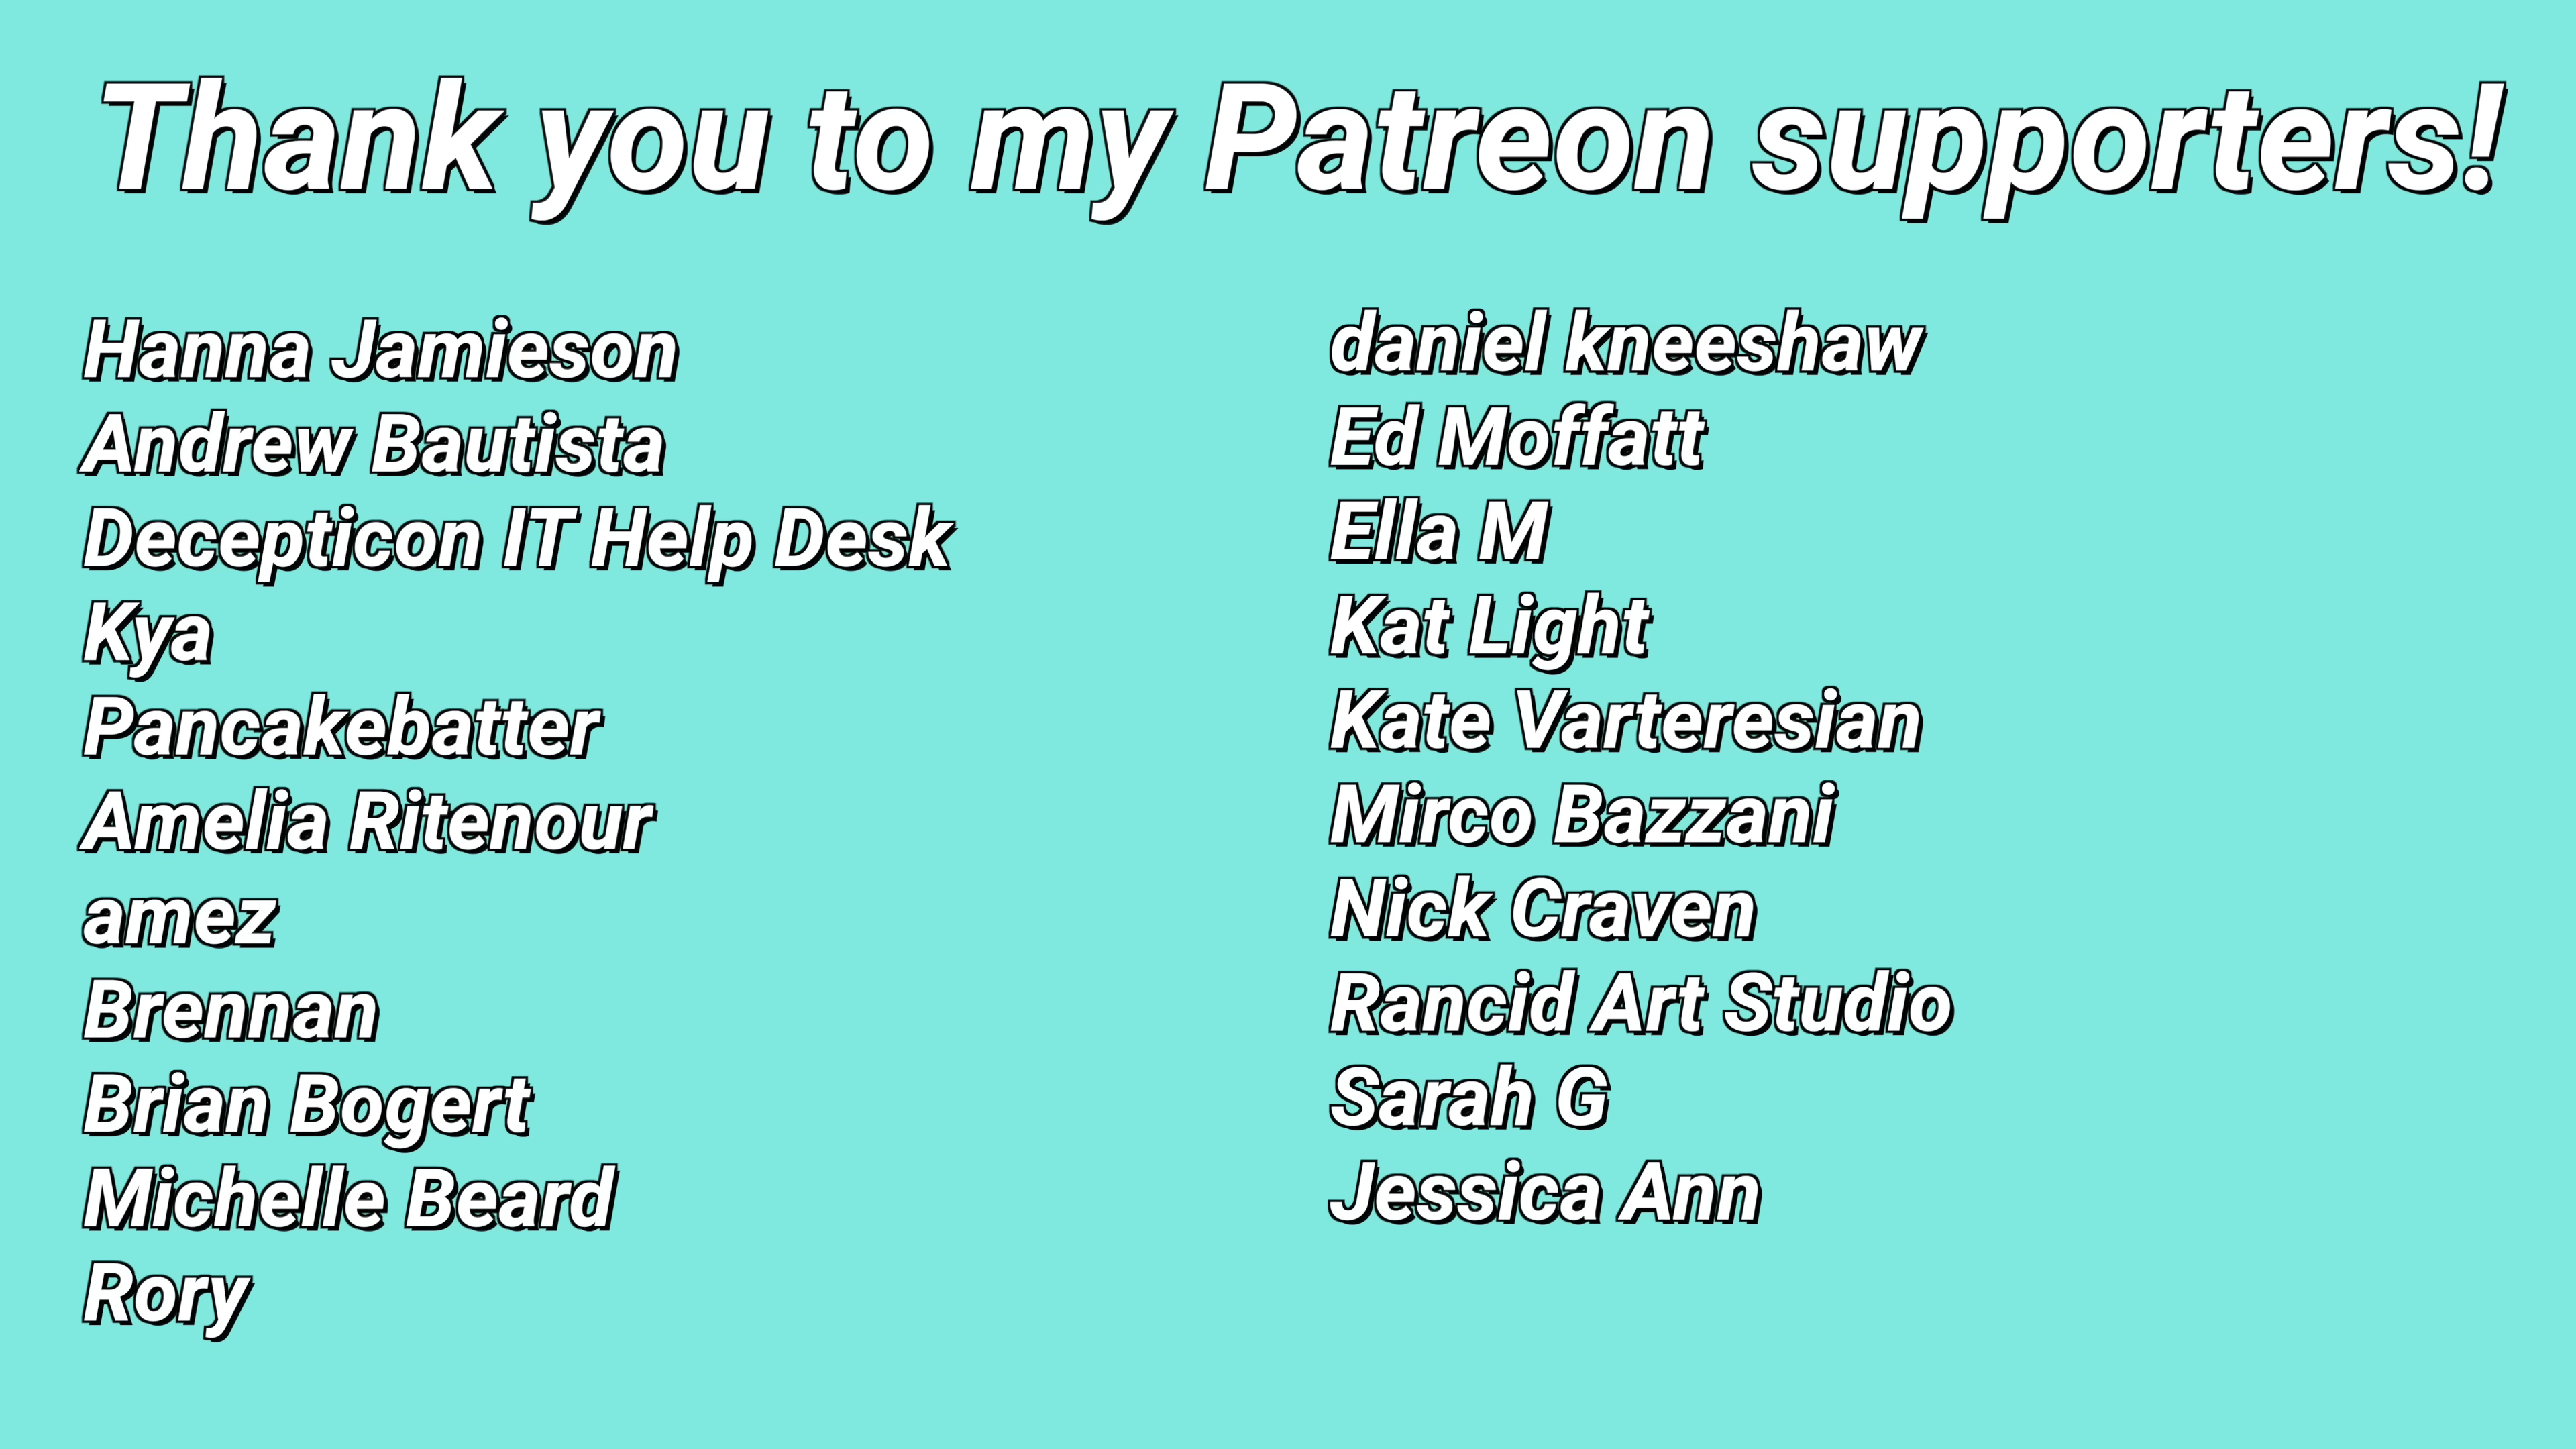 Thank you to my Patreon supporters!
Hanna Jamieson
Andrew Bautista
Decepticon IT Help Desk
Kya
Pancakebatter
Amelia Ritenour
amez
Brennan
Brian Bogert
Michelle Beard
Rory
daniel kneeshaw
Ed Moffatt
Ella M
Kat Light
Kate Varteresian
Mirco Bazzani
Nick Craven
Rancid Art Studio
Sarah G
Jessica Ann